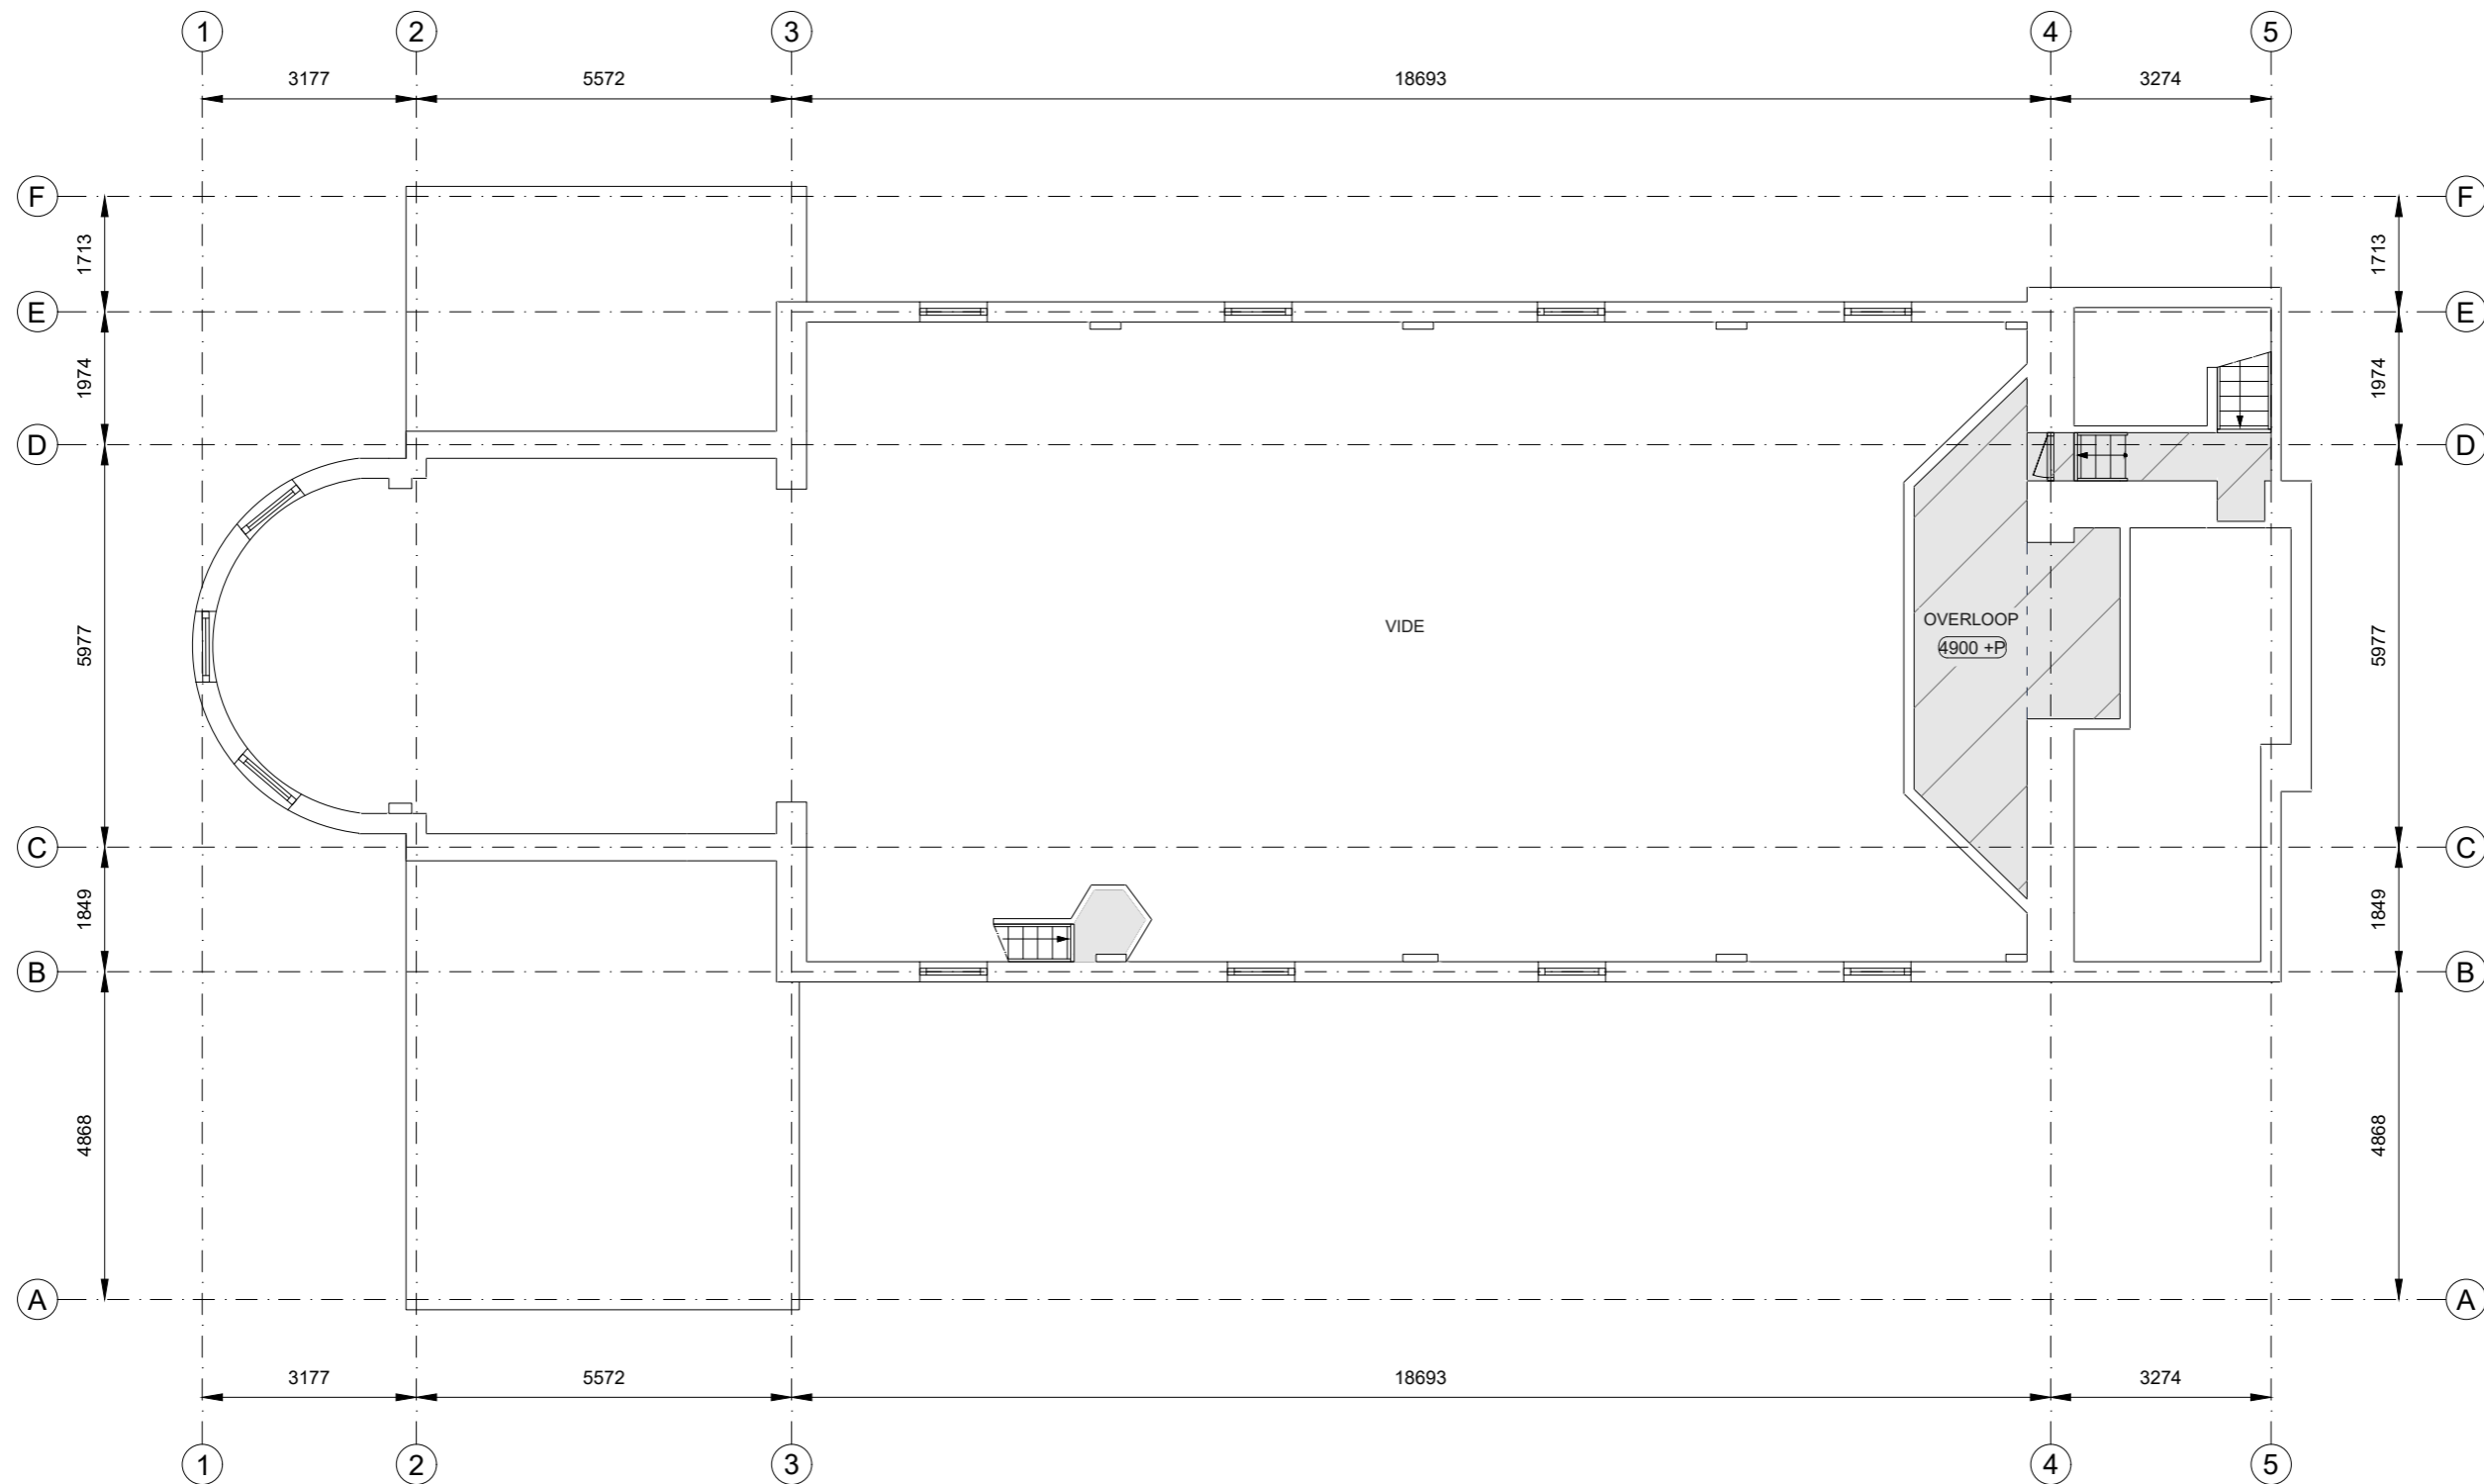 1 2 3 4 5
3177 5572 18693 3274
F F
1713 1713
E E
1974 1974
D D
5977 5977
VIDE
OVERLOOP
4900 +P
C C
1849 1849
B B
4868 4868
A A
3177 5572 18693 3274
1 2 3 4 5